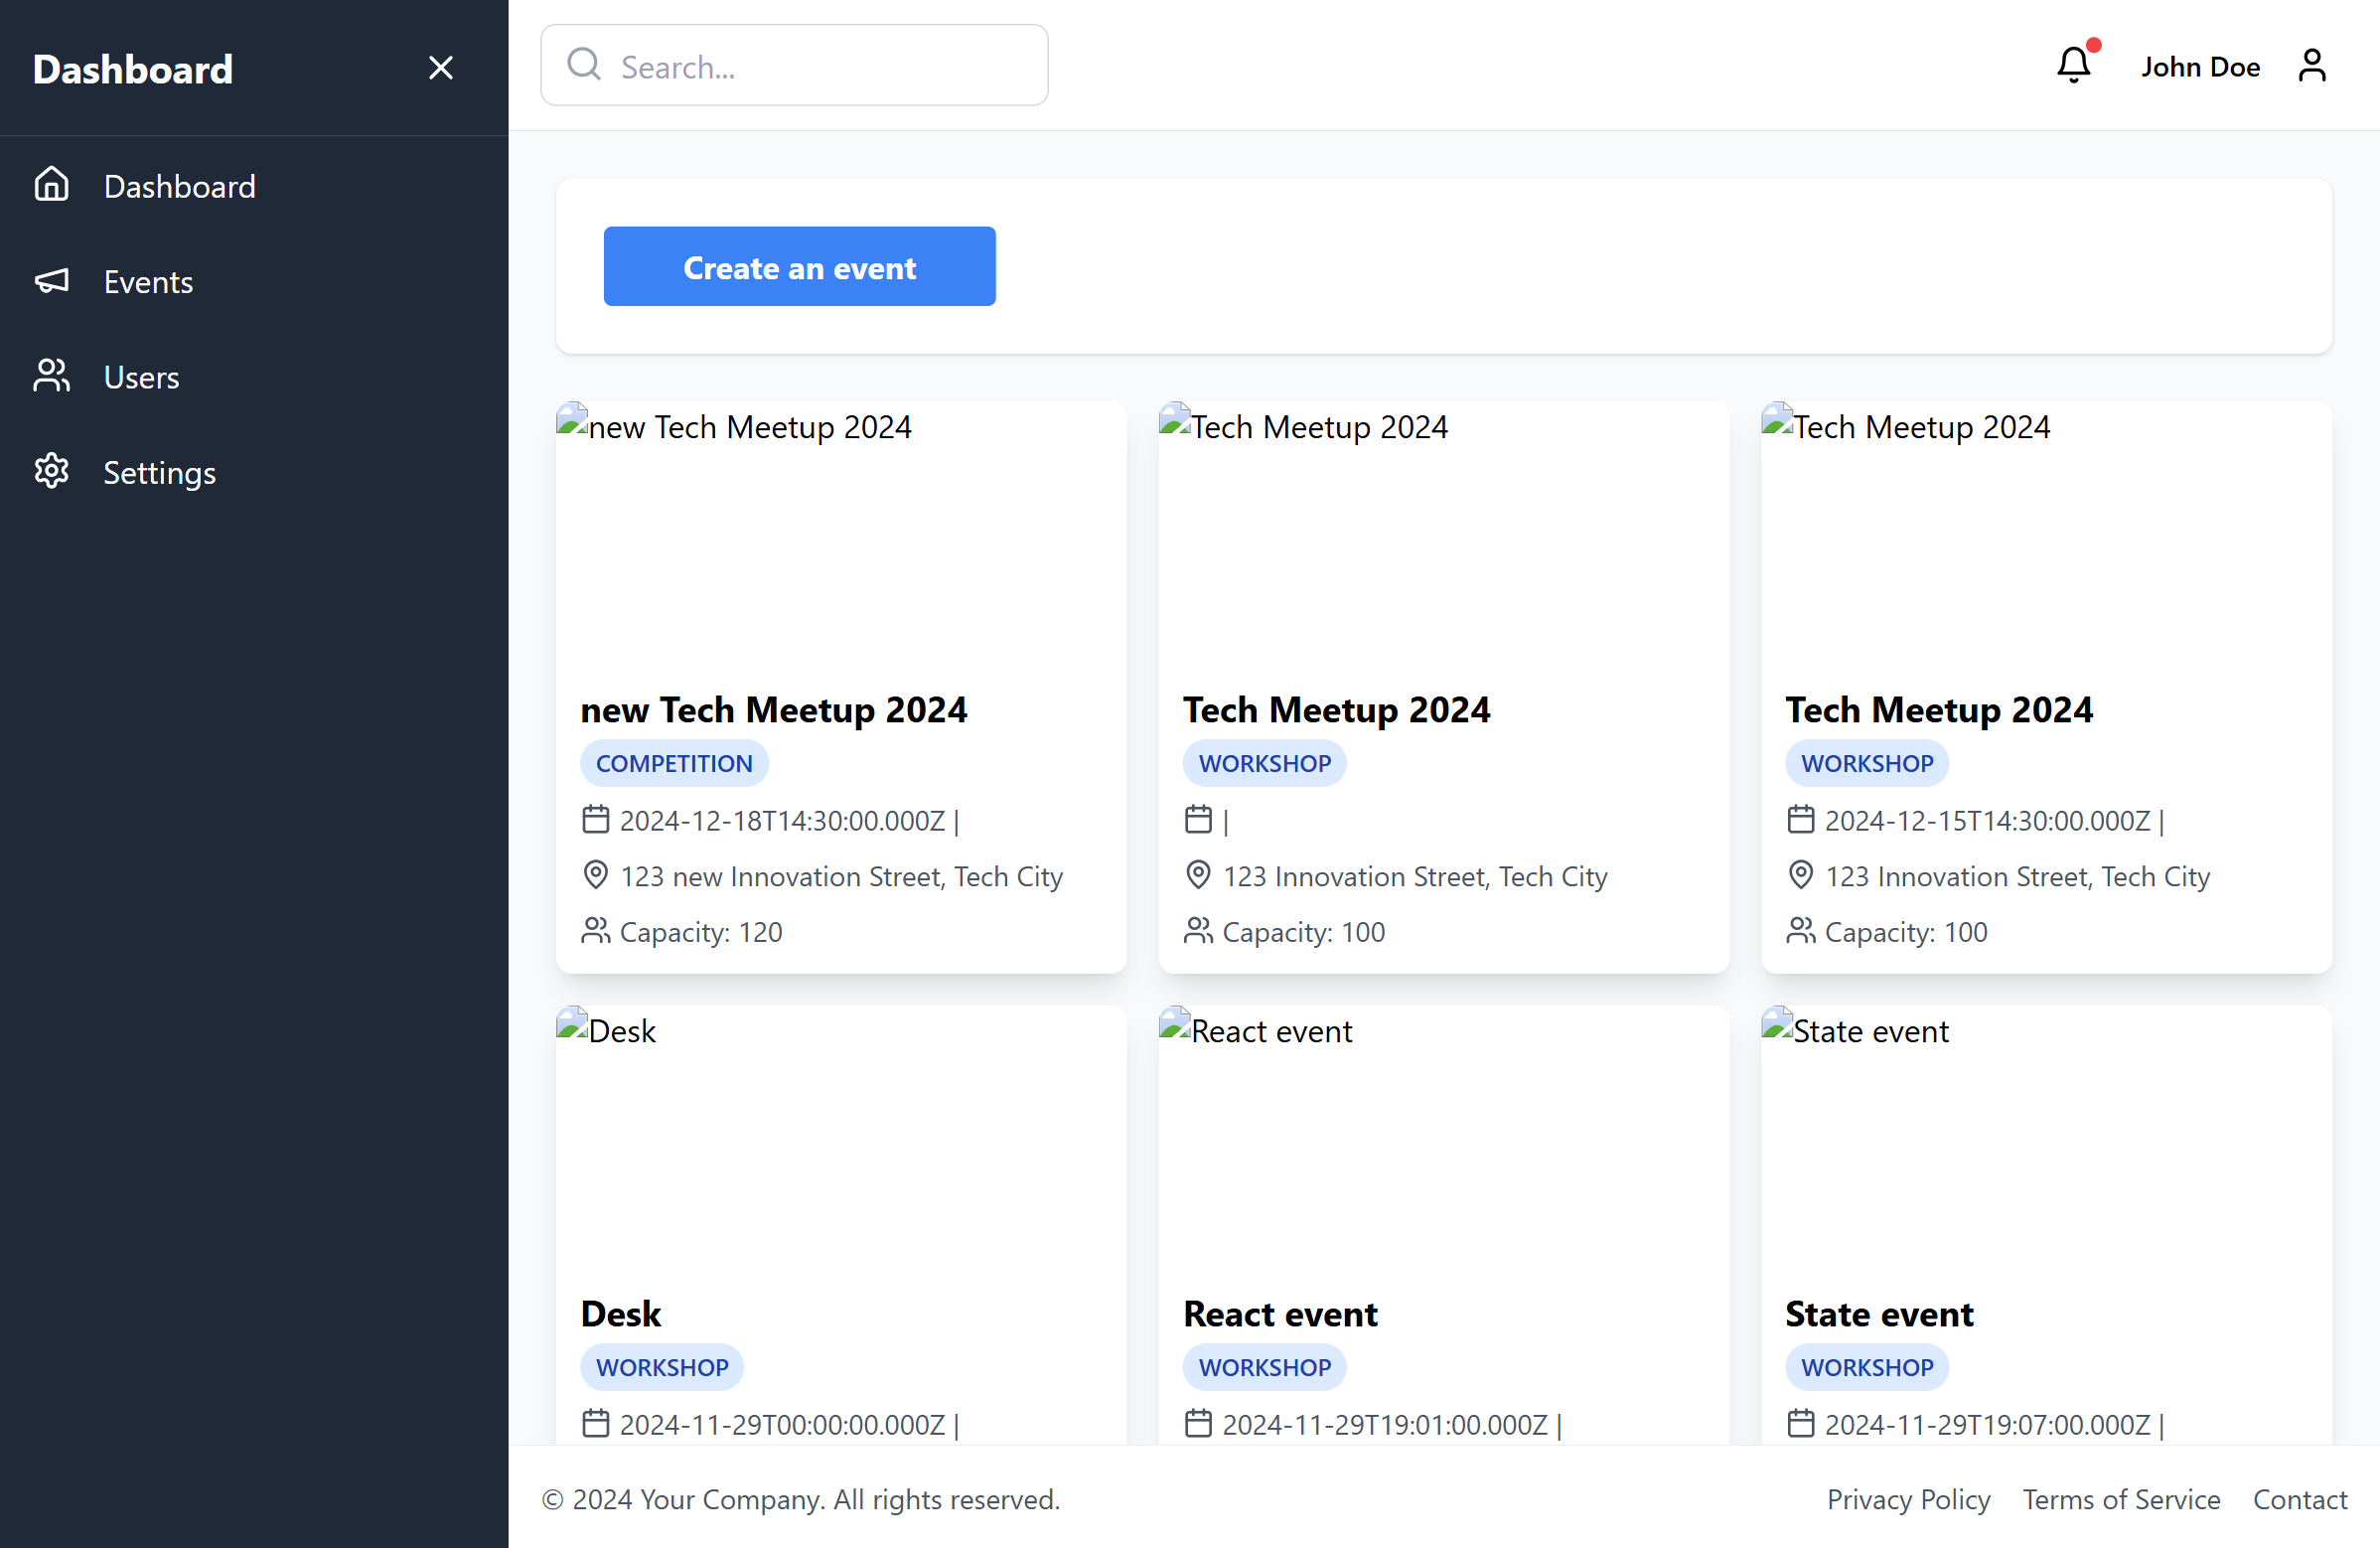 Dashboard
Dashboard
Events
Users
Settings
Search...
John Doe
Create an event
new Tech Meetup 2024
new Tech Meetup 2024
COMPETITION
2024-12-18T14:30:00.000Z |
123 new Innovation Street, Tech City
Capacity: 120
Tech Meetup 2024
Tech Meetup 2024
WORKSHOP
|
123 Innovation Street, Tech City
Capacity: 100
Tech Meetup 2024
Tech Meetup 2024
WORKSHOP
2024-12-15T14:30:00.000Z |
123 Innovation Street, Tech City
Capacity: 100
Desk
Desk
WORKSHOP
2024-11-29T00:00:00.000Z |
React event
React event
WORKSHOP
2024-11-29T19:01:00.000Z |
State event
State event
WORKSHOP
2024-11-29T19:07:00.000Z |
© 2024 Your Company. All rights reserved.
Privacy Policy
Terms of Service
Contact